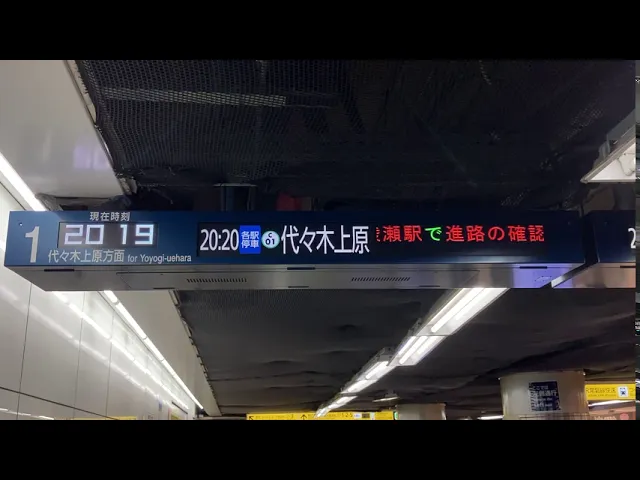 1
現在時刻
20 19
代々木上原方面 for Yoyogi-uehara
20:20 各駅停車 C 01 代々木上原 瀬駅で進路の確認
2